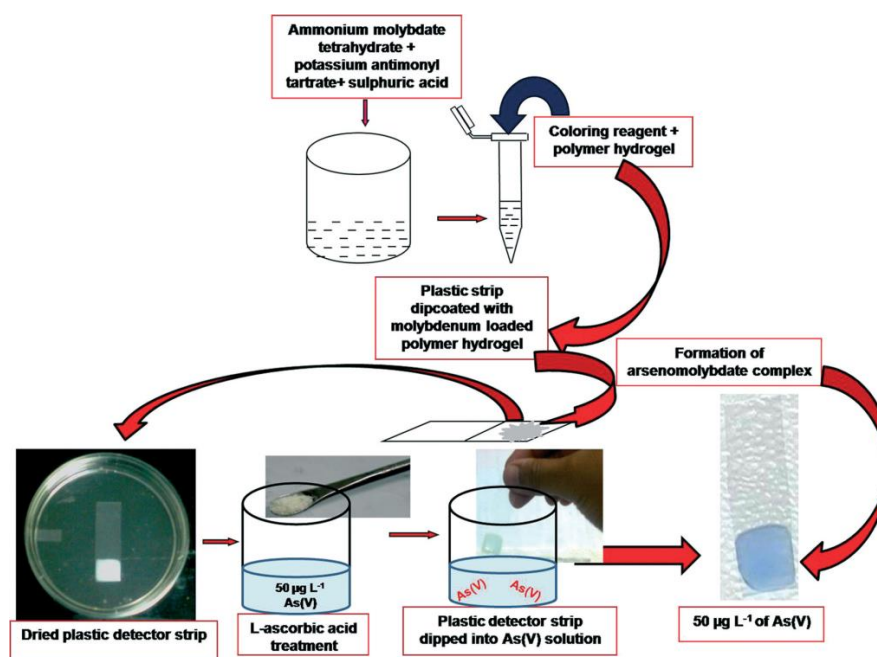 Ammonium molybdate
tetrahydrate +
potassium antimonyl
tartrate+ sulphuric acid
Coloring reagent +
polymer hydrogel
Plastic strip
dipcoated with
molybdenum loaded
polymer hydrogel
Formation of
arsenomolybdate complex
50 µg L⁻¹
As(V)
As(V) As(V)
Dried plastic detector strip
L-ascorbic acid
treatment
Plastic detector strip
dipped into As(V) solution
50 µg L⁻¹ of As(V)